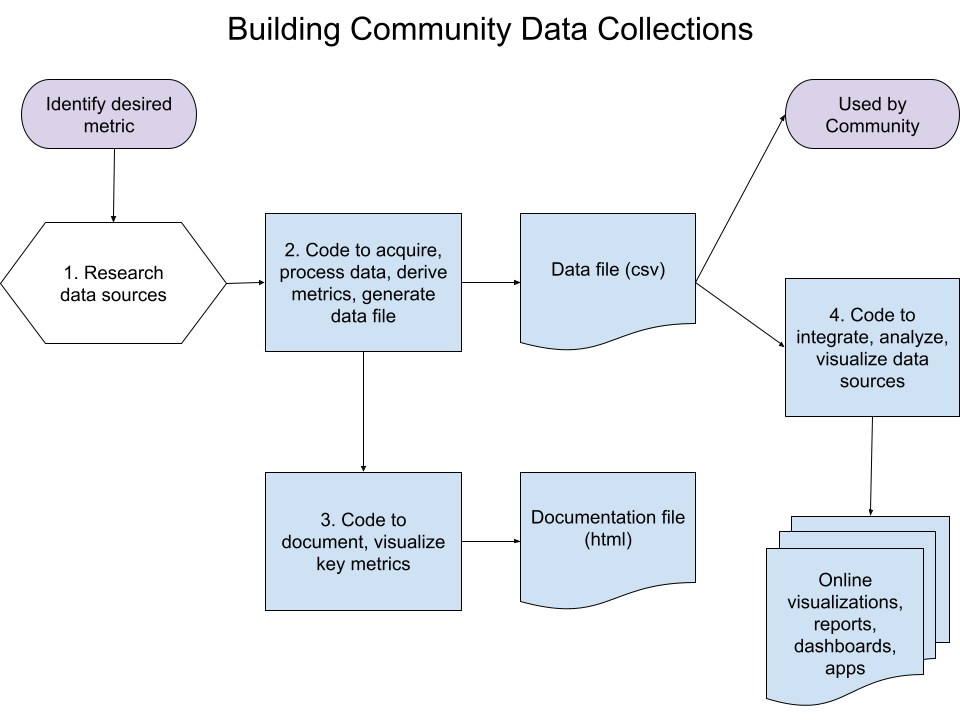 Building Community Data Collections
Identify desired
metric
Used by
Community
1. Research
data sources
2. Code to acquire,
process data, derive
metrics, generate
data file
Data file (csv)
4. Code to
integrate, analyze,
visualize data
sources
3. Code to
document, visualize
key metrics
Documentation file
(html)
Online
visualizations,
reports,
dashboards,
apps